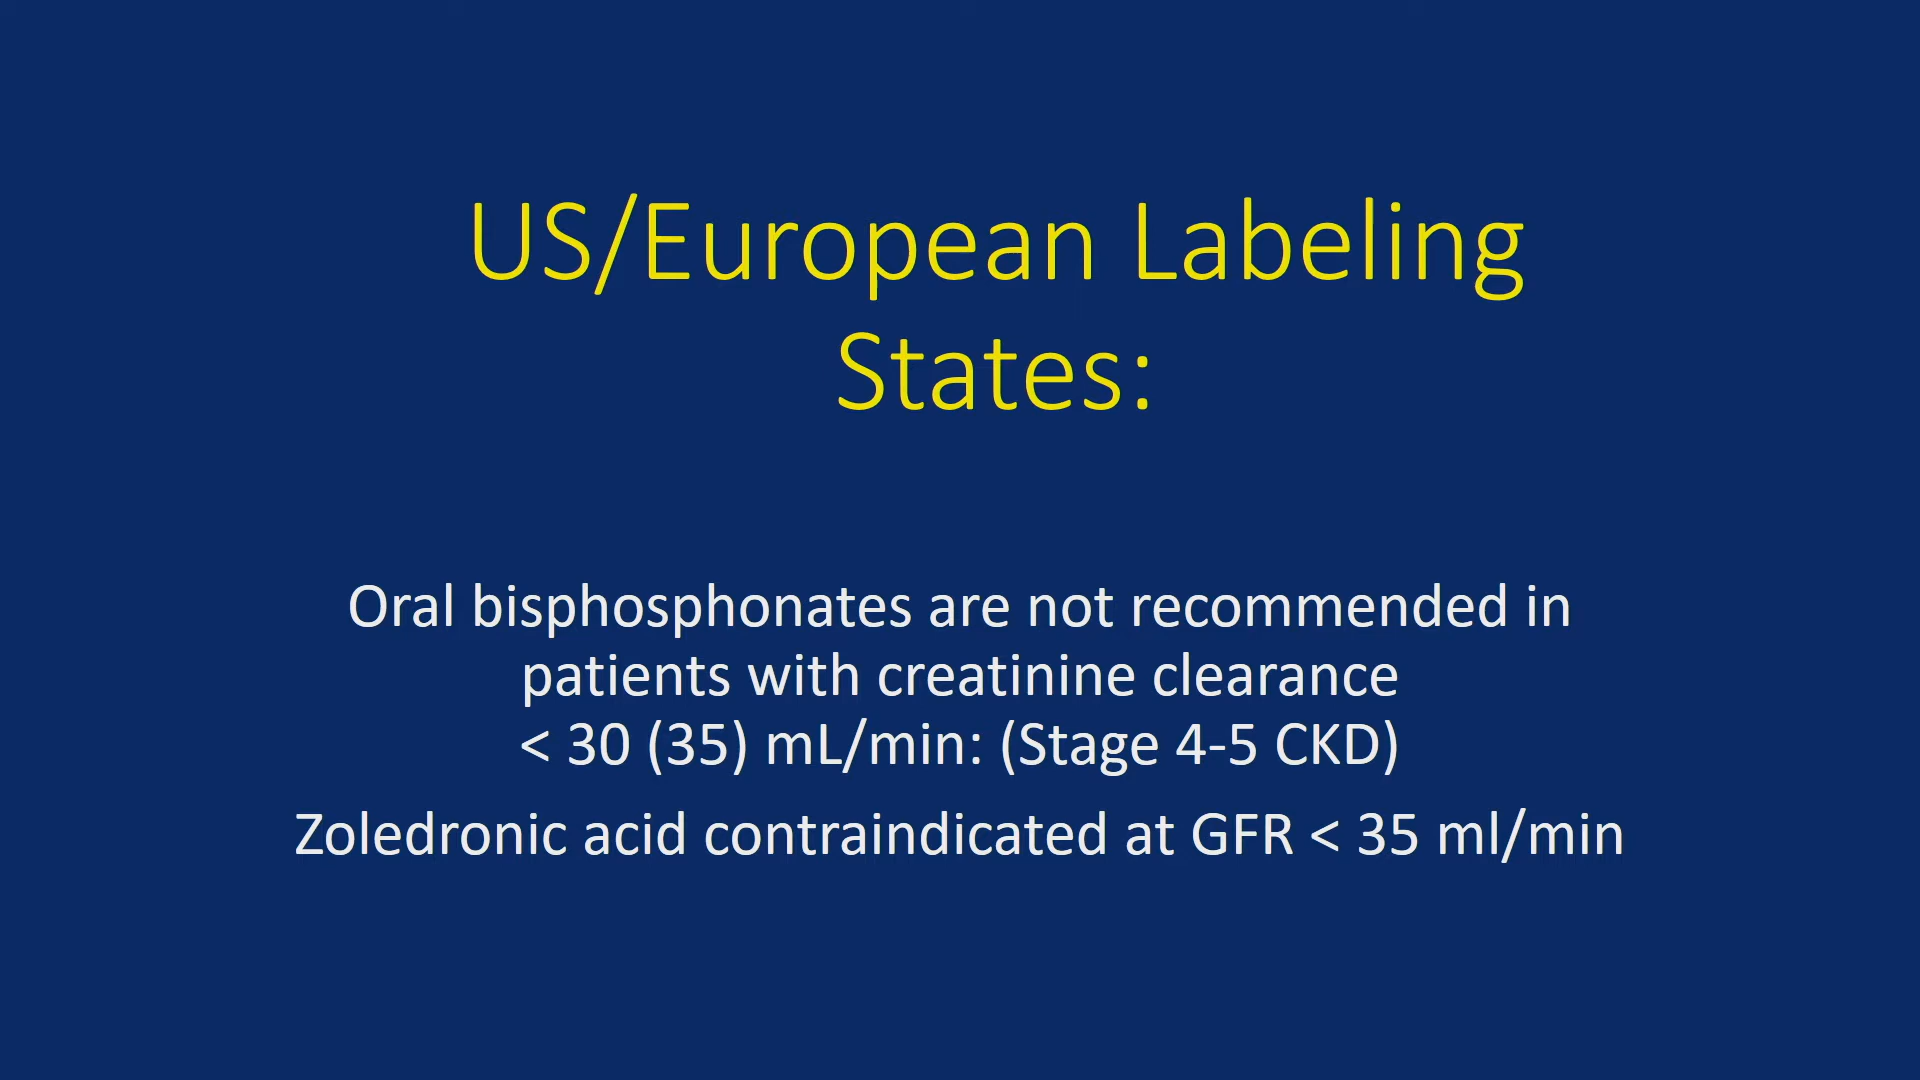 US/European Labeling
States:
Oral bisphosphonates are not recommended in
patients with creatinine clearance
< 30 (35) mL/min: (Stage 4-5 CKD)
Zoledronic acid contraindicated at GFR < 35 ml/min